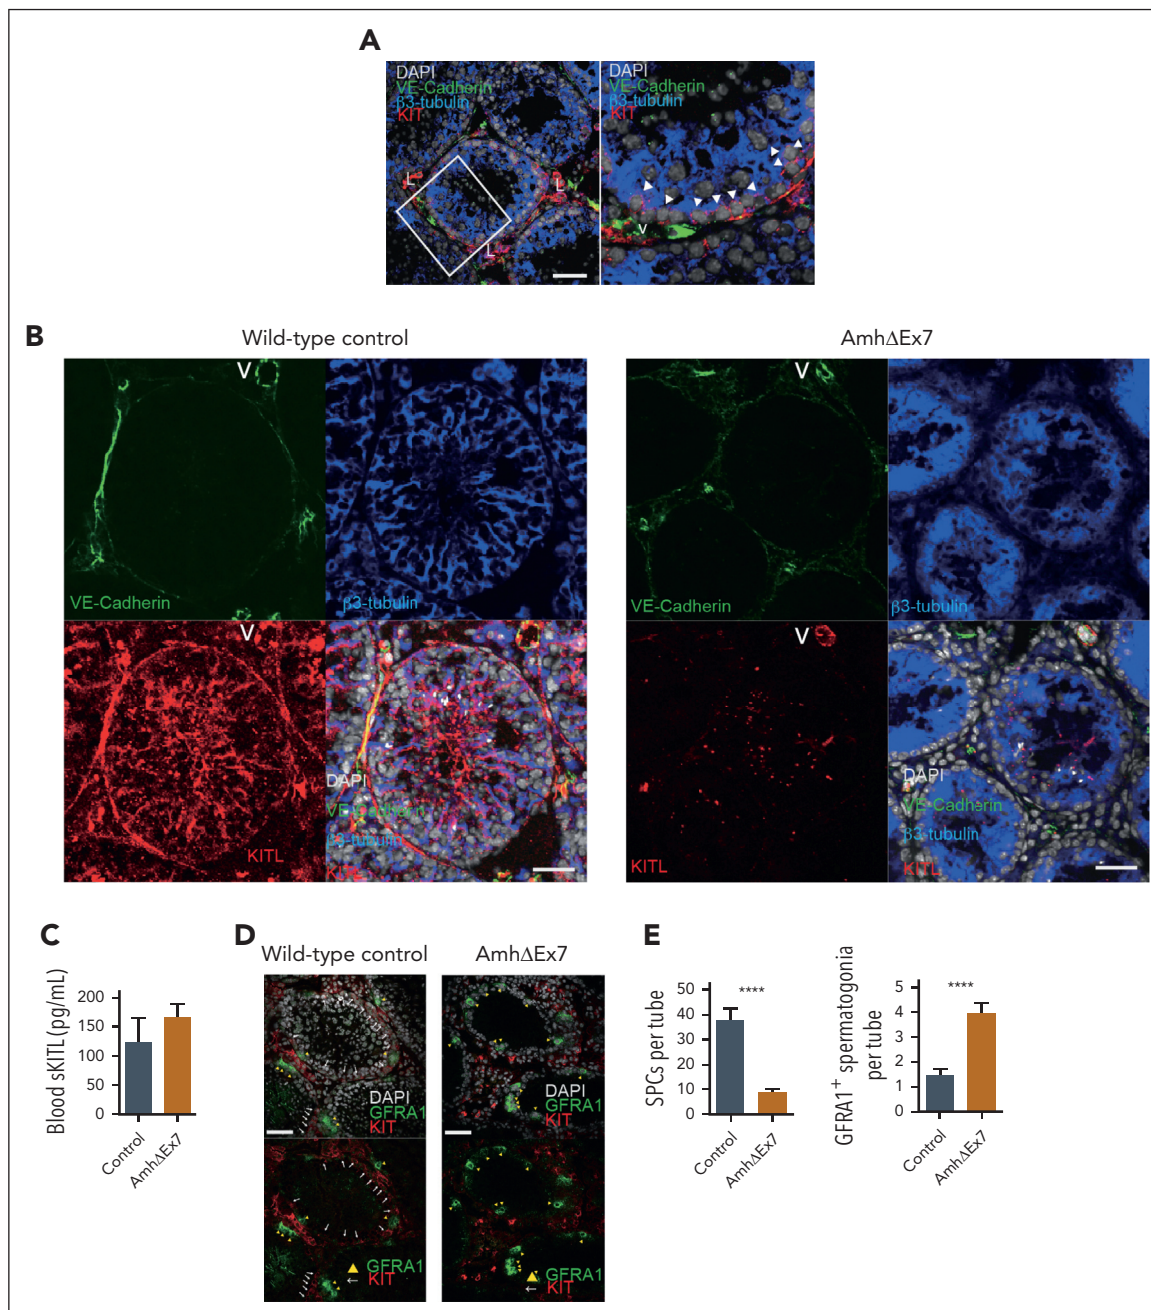 A
DAPI
VE-Cadherin
β3-tubulin
KIT
L
L
L
DAPI
VE-Cadherin
β3-tubulin
KIT
v
B
Wild-type control
AmhΔEx7
V
VE-Cadherin
β3-tubulin
V
KITL
DAPI
VE-Cadherin
β3-tubulin
KITL
V
VE-Cadherin
β3-tubulin
V
KITL
DAPI
VE-Cadherin
β3-tubulin
KITL
C
Blood sKITL (pg/mL)
200
150
100
50
0
Control
AmhΔEx7
D
Wild-type control
AmhΔEx7
DAPI
GFRA1
KIT
DAPI
GFRA1
KIT
GFRA1
← KIT
GFRA1
← KIT
E
SPCs per tube
50
40
30
20
10
0
****
Control
AmhΔEx7
GFRA1+ spermatogonia
per tube
5
4
3
2
1
0
****
Control
AmhΔEx7